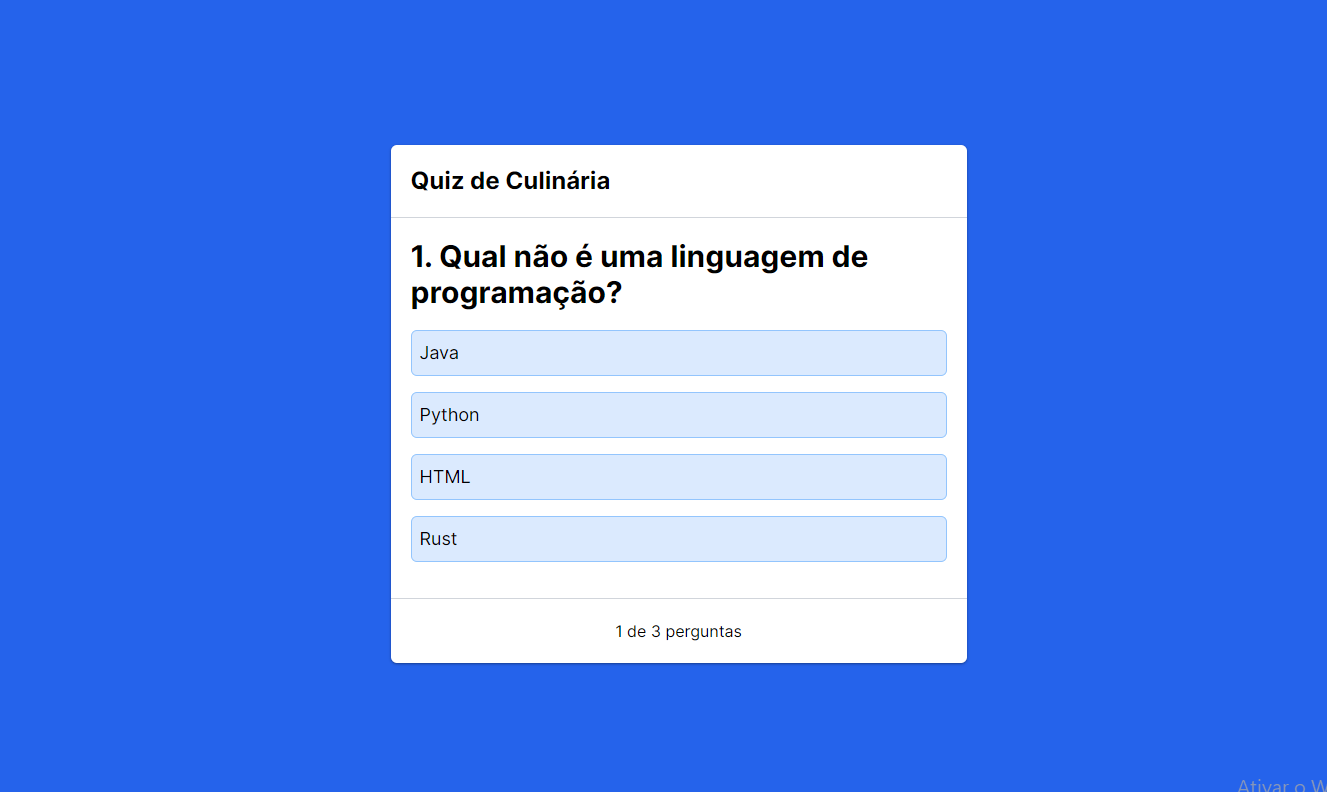 Quiz de Culinária
1. Qual não é uma linguagem de
programação?
Java
Python
HTML
Rust
1 de 3 perguntas
Ativar o